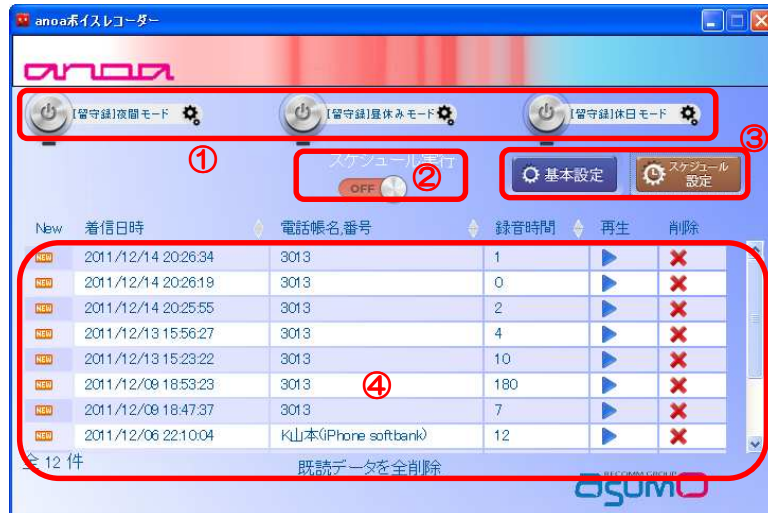 anoaボイスレコーダー
anoa
【留守録】夜間モード 【留守録】昼休みモード 【留守録】休日モード
① ③
スケジュール実行
② OFF
基本設定 スケジュール設定
New 着信日時 電話帳名,番号 録音時間 再生 削除
NEW 2011/12/14 20:26:34 3013 1
NEW 2011/12/14 20:26:19 3013 0
NEW 2011/12/14 20:25:55 3013 2
NEW 2011/12/13 15:56:27 3013 4
NEW 2011/12/13 15:23:22 3013 10
NEW 2011/12/09 18:53:23 3013 ④ 180
NEW 2011/12/09 18:47:37 3013 7
NEW 2011/12/06 22:10:04 K山本(iPhone softbank) 12
全 12 件 既読データを全削除
RECOMM GROUP
asumo